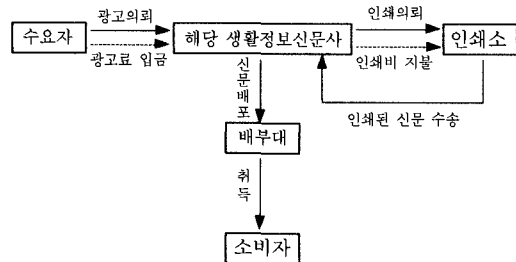 광고의뢰
인쇄의뢰
수요자
해당 생활정보신문사
인쇄소
광고료 입금
인쇄비 지불
신문배포
인쇄된 신문 수송
배부대
취득
소비자